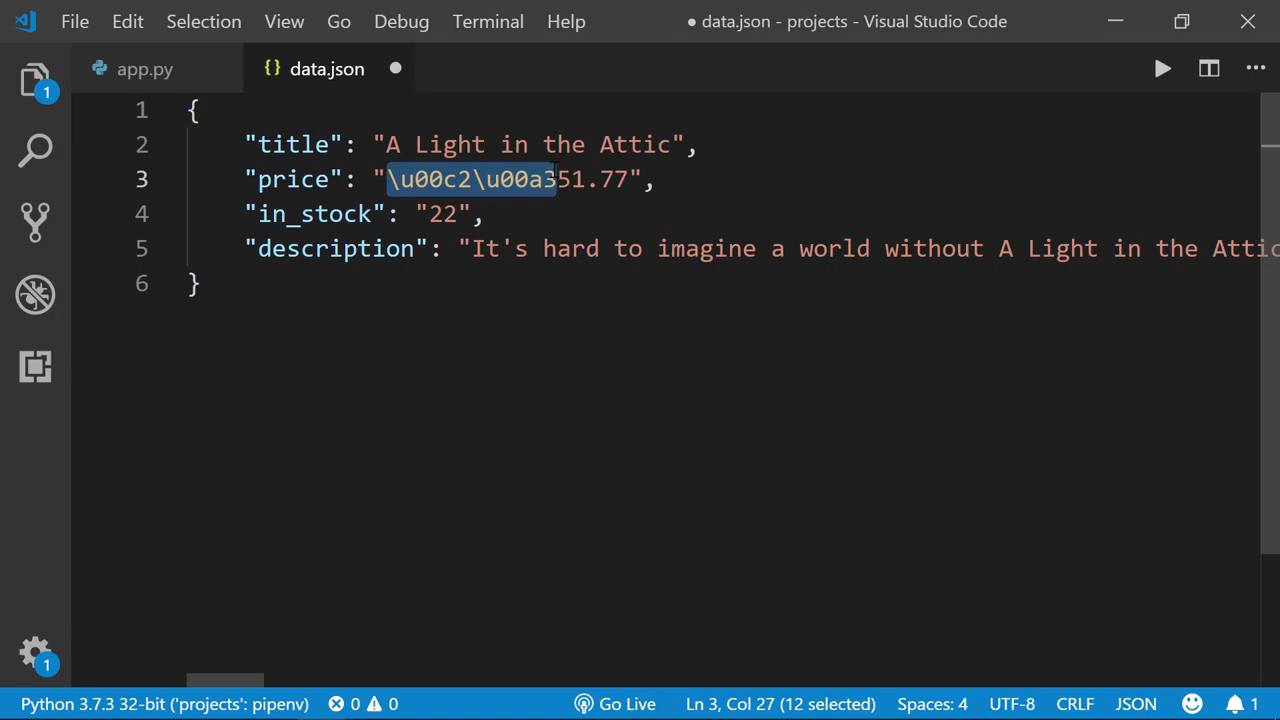 File Edit Selection View Go Debug Terminal Help ● data.json - projects - Visual Studio Code
app.py {} data.json ●
1 {
2 "title": "A Light in the Attic",
3 "price": "\u00c2\u00a351.77",
4 "in_stock": "22",
5 "description": "It's hard to imagine a world without A Light in the Attic
6 }
1
1
Python 3.7.3 32-bit ('projects': pipenv) 0 0 Go Live Ln 3, Col 27 (12 selected) Spaces: 4 UTF-8 CRLF JSON 1